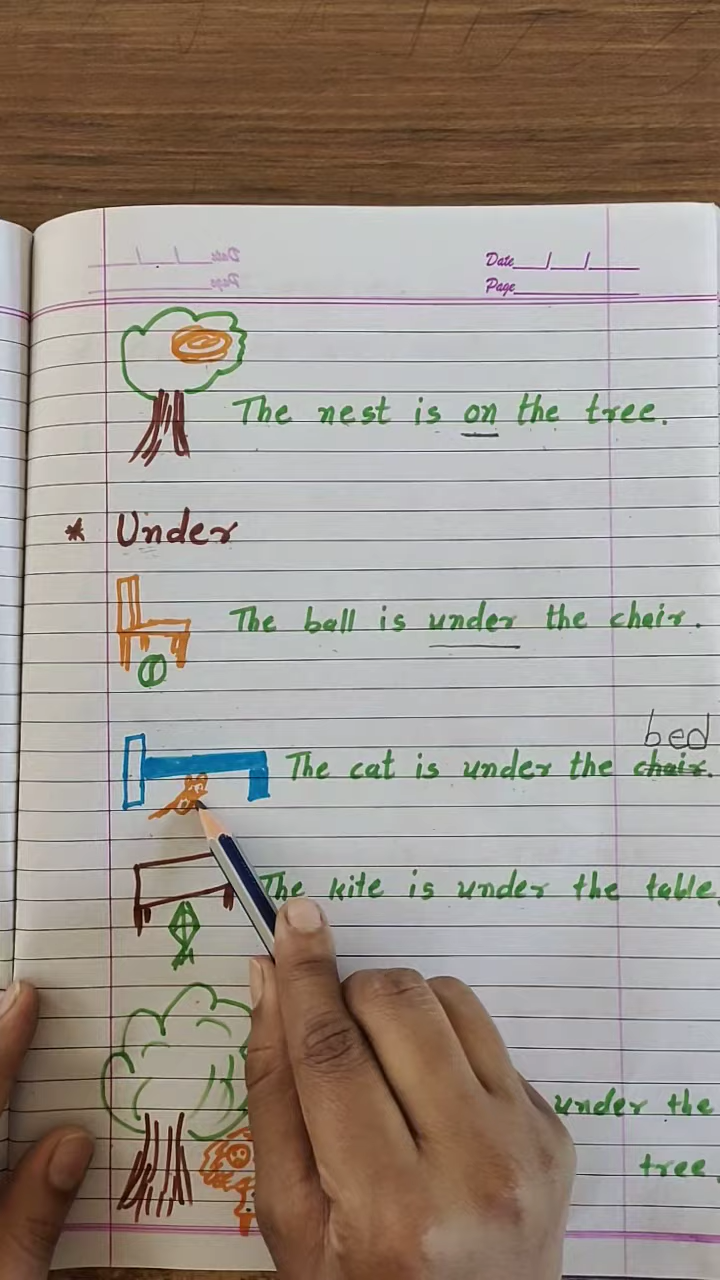 Date / /
Page
The nest is on the tree.
* Under
The ball is under the chair.
bed
The cat is under the chair.
The kite is under the table.
under the
tree.